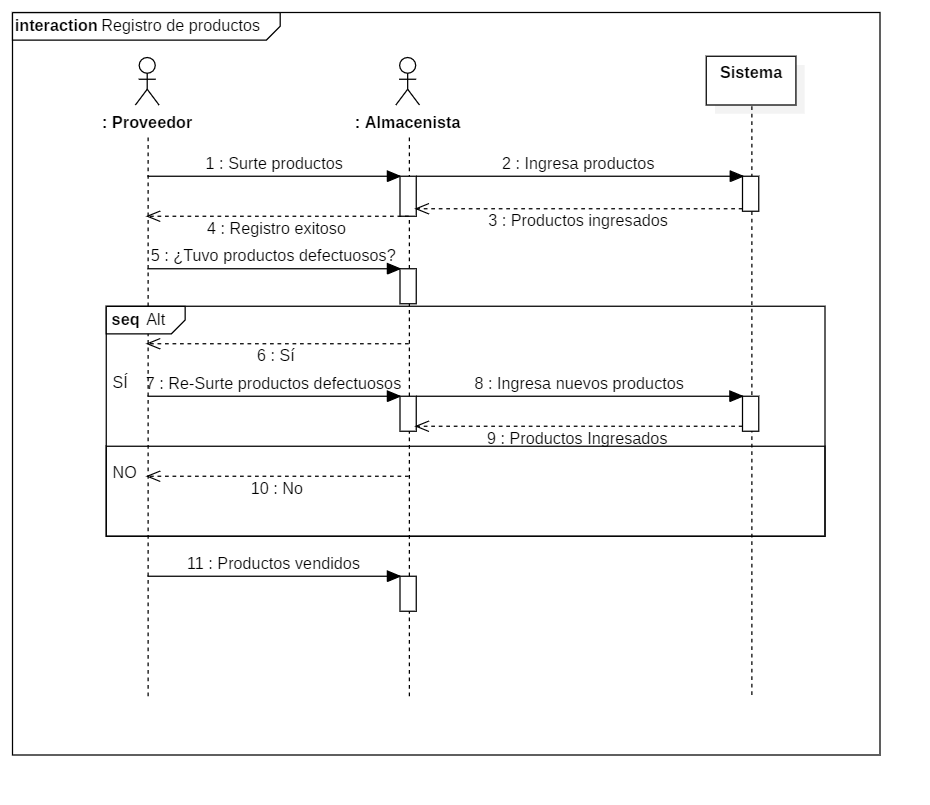 interaction Registro de productos
Sistema
: Proveedor
: Almacenista
1 : Surte productos
2 : Ingresa productos
3 : Productos ingresados
4 : Registro exitoso
5 : ¿Tuvo productos defectuosos?
seq Alt
6 : Sí
SÍ
7 : Re-Surte productos defectuosos
8 : Ingresa nuevos productos
9 : Productos Ingresados
NO
10 : No
11 : Productos vendidos